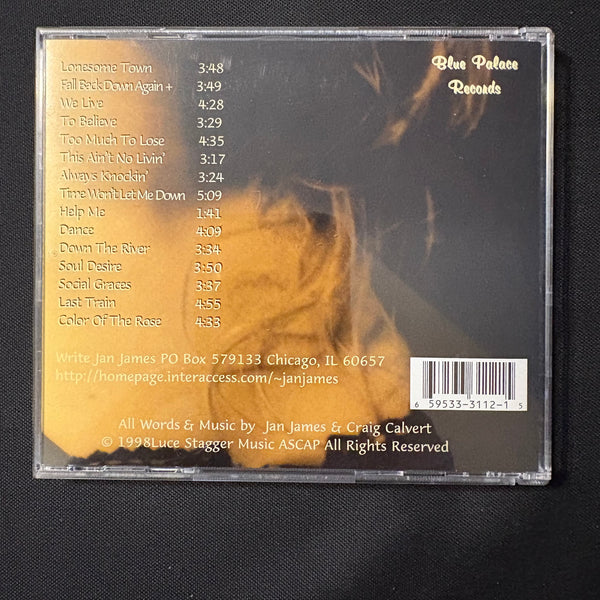 Blue Palace
Records
Lonesome Town 3:48
Fall Back Down Again + 3:49
We Live 4:28
To Believe 3:29
Too Much To Lose 4:35
This Ain't No Livin' 3:17
Always Knockin' 3:24
Time Won't Let Me Down 5:09
Help Me 1:41
Dance 4:09
Down The River 3:34
Soul Desire 3:50
Social Graces 3:37
Last Train 4:55
Color Of The Rose 4:33
Write Jan James PO Box 579133 Chicago, IL 60657
http://homepage.interaccess.com/~janjames
6 59533-3112-1 5
All Words & Music by Jan James & Craig Calvert
© 1998Luce Stagger Music ASCAP All Rights Reserved